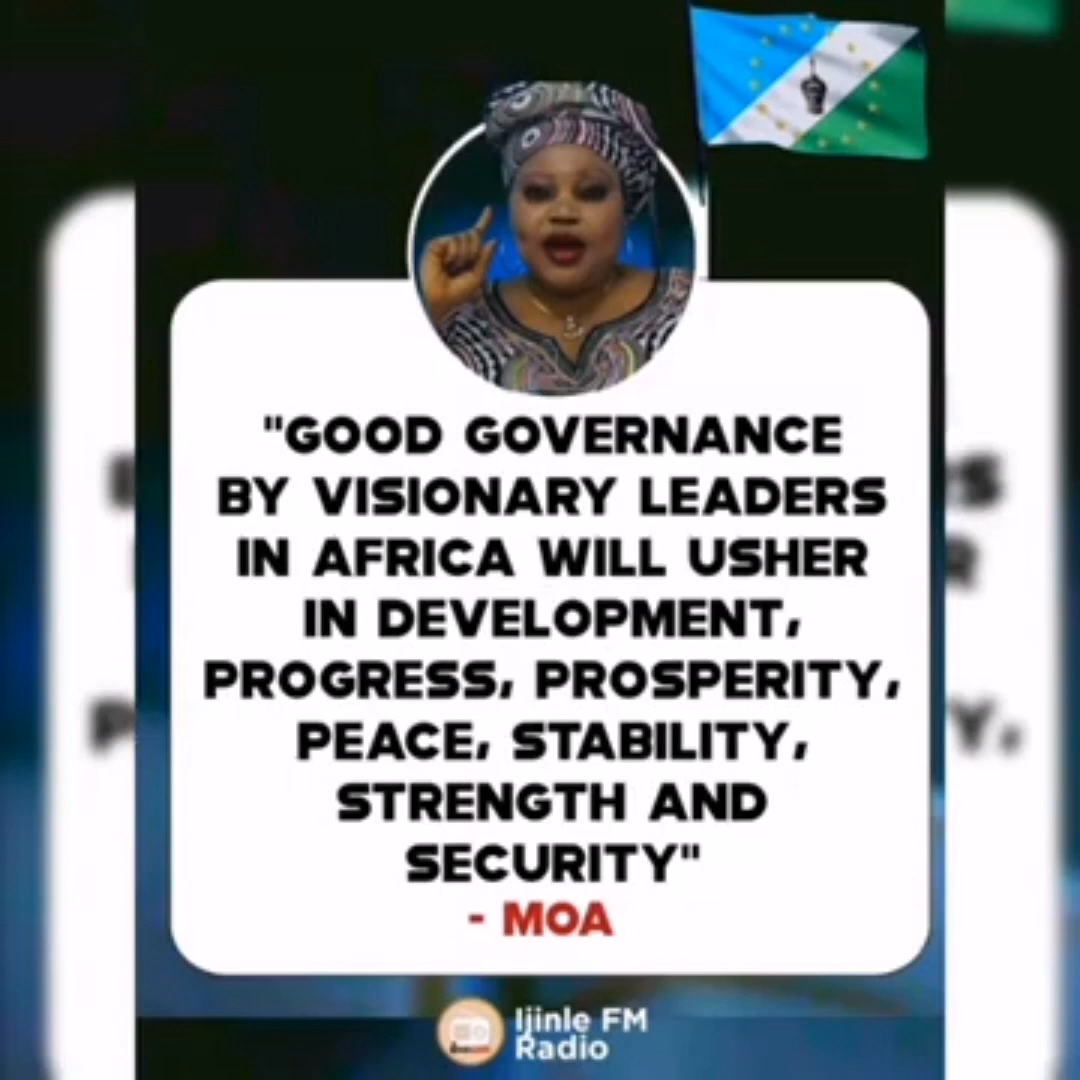 "GOOD GOVERNANCE
BY VISIONARY LEADERS
IN AFRICA WILL USHER
IN DEVELOPMENT,
PROGRESS, PROSPERITY,
PEACE, STABILITY,
STRENGTH AND
SECURITY"
- MOA
Ijinle FM
Radio